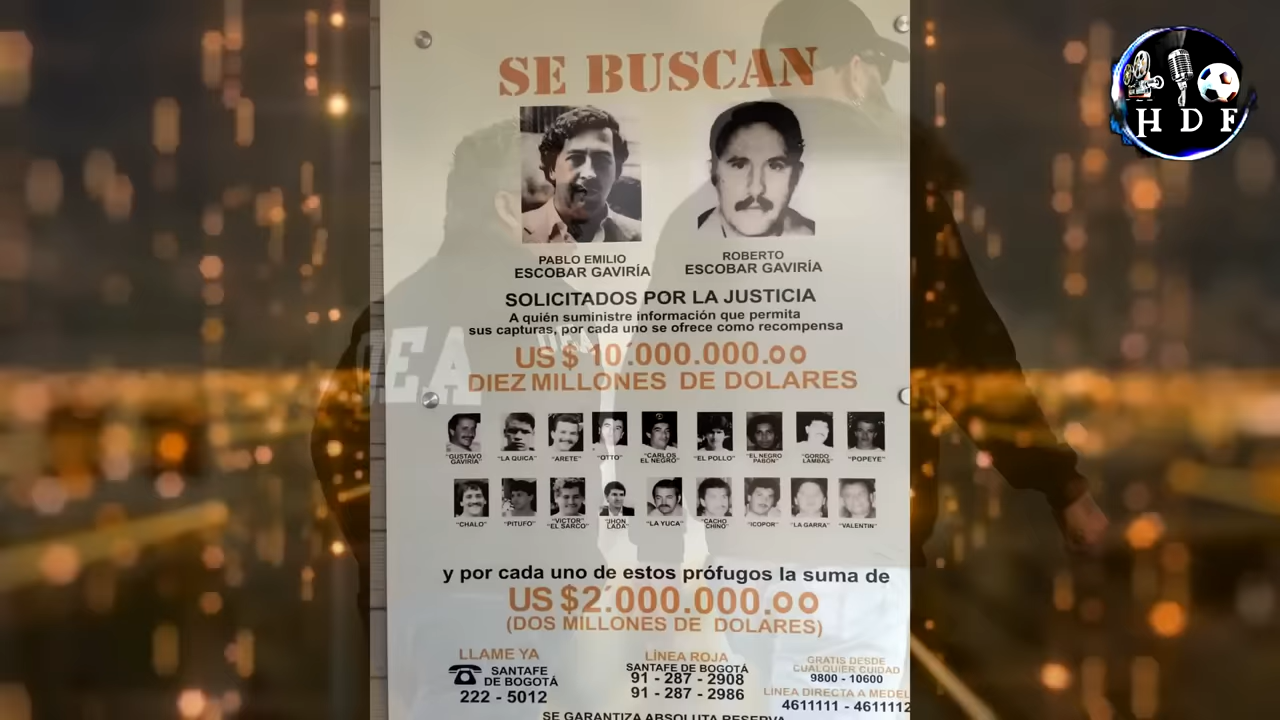 SE BUSCAN
PABLO EMILIO
ESCOBAR GAVIRÍA
ROBERTO
ESCOBAR GAVIRÍA
SOLICITADOS POR LA JUSTICIA
A quién suministre información que permita
sus capturas, por cada uno se ofrece como recompensa
US $ 10.000.000.oo
DIEZ MILLONES DE DOLARES
"GUSTAVO GAVIRIA"
"LA QUICA"
"ARETE"
"OTTO"
"CARLOS EL NEGRO"
"EL POLLO"
"EL NEGRO PABON"
"GORDO LAMBAS"
"POPEYE"
"CHALO"
"PITUFO"
"VICTOR" "EL SARCO"
"JHON LADA"
"LA YUCA"
"CACHO CHINO"
"ICOPOR"
"LA GARRA"
"VALENTIN"
y por cada uno de estos prófugos la suma de
US $2.000.000.oo
(DOS MILLONES DE DOLARES)
LLAME YA
SANTAFE
DE BOGOTÁ
222 - 5012
LÍNEA ROJA
SANTAFE DE BOGOTÁ
91 - 287 - 2908
91 - 287 - 2986
GRATIS DESDE
CUALQUIER CUIDAD
9800 - 10600
LÍNEA DIRECTA A MEDEL
4611111 - 4611112
SE GARANTIZA ABSOLUTA RESERVA
DEA
HDF